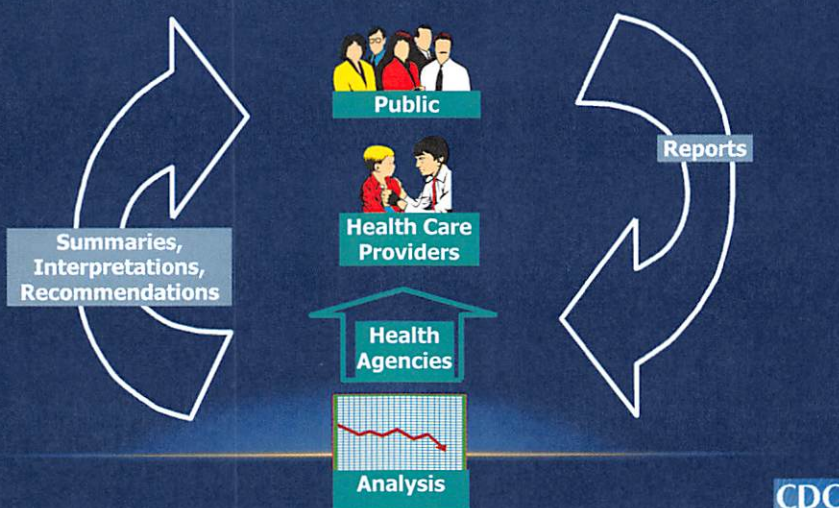 Public
Reports
Health Care
Providers
Summaries,
Interpretations,
Recommendations
Health
Agencies
Analysis
CDC